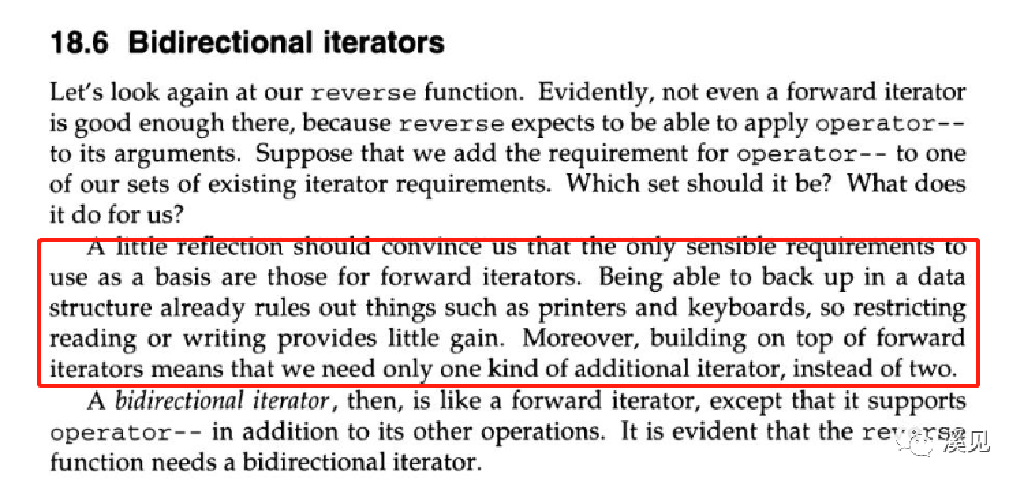 18.6 Bidirectional iterators
Let's look again at our reverse function. Evidently, not even a forward iterator
is good enough there, because reverse expects to be able to apply operator--
to its arguments. Suppose that we add the requirement for operator-- to one
of our sets of existing iterator requirements. Which set should it be? What does
it do for us?
A little reflection should convince us that the only sensible requirements to
use as a basis are those for forward iterators. Being able to back up in a data
structure already rules out things such as printers and keyboards, so restricting
reading or writing provides little gain. Moreover, building on top of forward
iterators means that we need only one kind of additional iterator, instead of two.
A bidirectional iterator, then, is like a forward iterator, except that it supports
operator-- in addition to its other operations. It is evident that the reverse
function needs a bidirectional iterator.
溪见